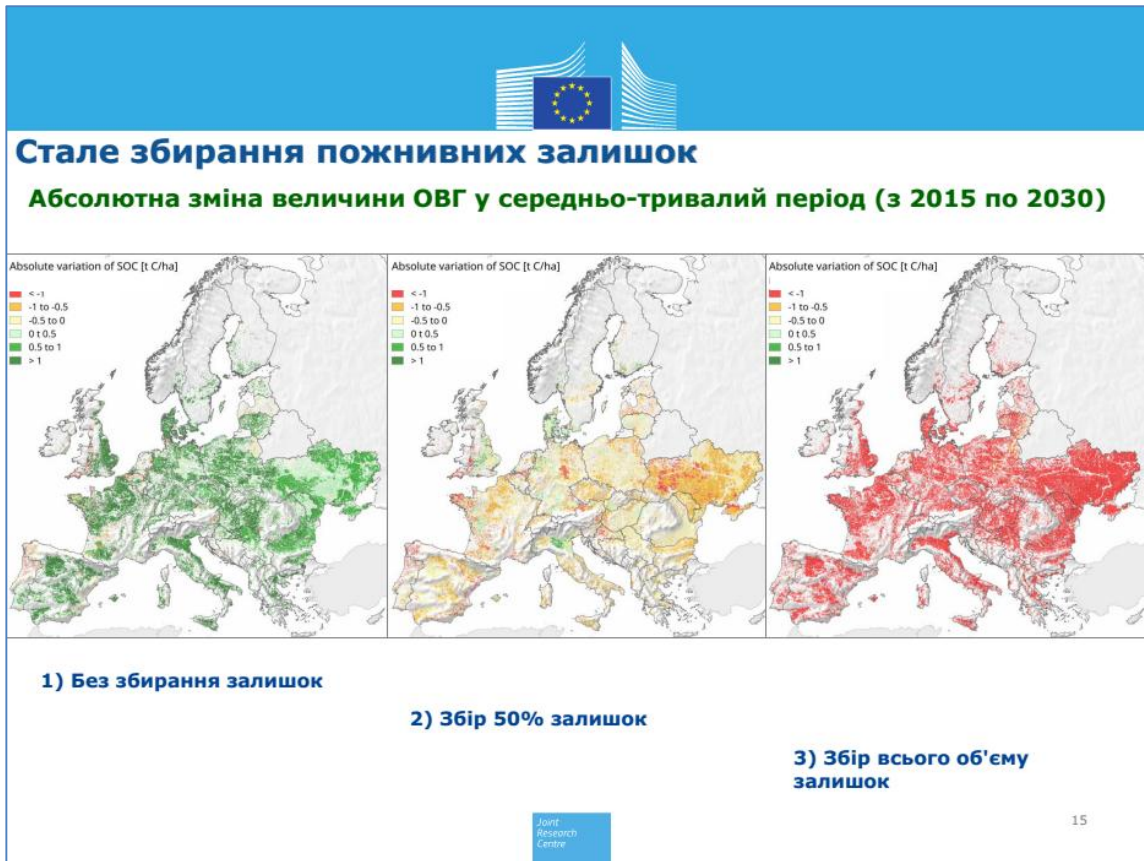 Стале збирання пожнивних залишок
Абсолютна зміна величини ОВГ у середньо-тривалий період (з 2015 по 2030)
Absolute variation of SOC [t C/ha]
< -1
-1 to -0.5
-0.5 to 0
0 t 0.5
0.5 to 1
> 1
Absolute variation of SOC [t C/ha]
< -1
-1 to -0.5
-0.5 to 0
0 t 0.5
0.5 to 1
> 1
Absolute variation of SOC [t C/ha]
< -1
-1 to -0.5
-0.5 to 0
0 t 0.5
0.5 to 1
> 1
1) Без збирання залишок
2) Збір 50% залишок
3) Збір всього об'єму
залишок
Joint
Research
Centre
15